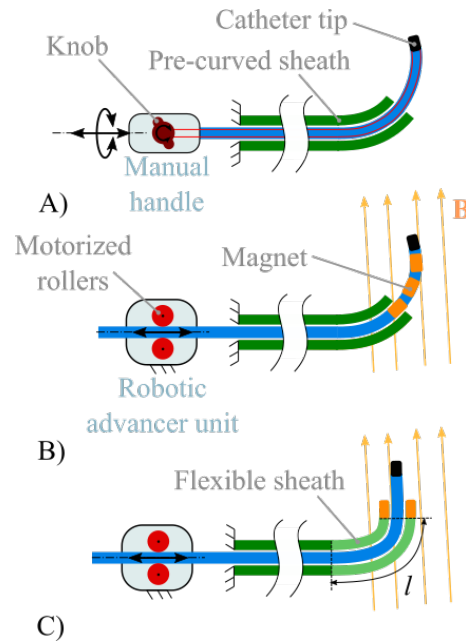 Catheter tip
Knob
Pre-curved sheath
Manual
handle
A)
B
Motorized
rollers
Magnet
Robotic
advancer unit
B)
Flexible sheath
l
C)